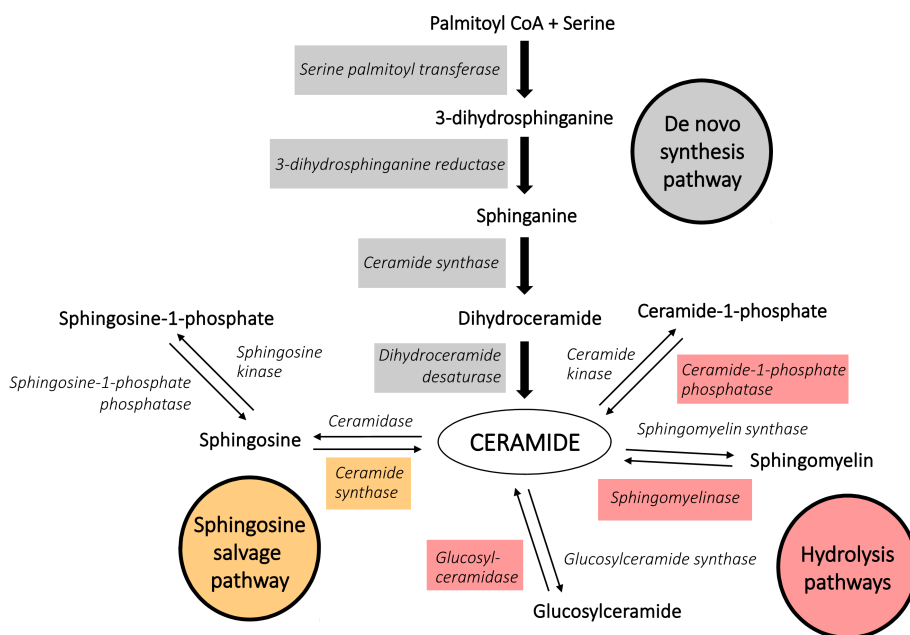 Palmitoyl CoA + Serine
Serine palmitoyl transferase
3-dihydrosphinganine
De novo
synthesis
pathway
3-dihydrosphinganine reductase
Sphinganine
Ceramide synthase
Sphingosine-1-phosphate
Dihydroceramide
Ceramide-1-phosphate
Sphingosine
kinase
Sphingosine-1-phosphate
phosphatase
Dihydroceramide
desaturase
Ceramide
kinase
Ceramide-1-phosphate
phosphatase
Sphingosine
Ceramidase
CERAMIDE
Sphingomyelin synthase
Sphingomyelin
Ceramide
synthase
Sphingomyelinase
Sphingosine
salvage
pathway
Glucosyl-
ceramidase
Glucosylceramide synthase
Hydrolysis
pathways
Glucosylceramide